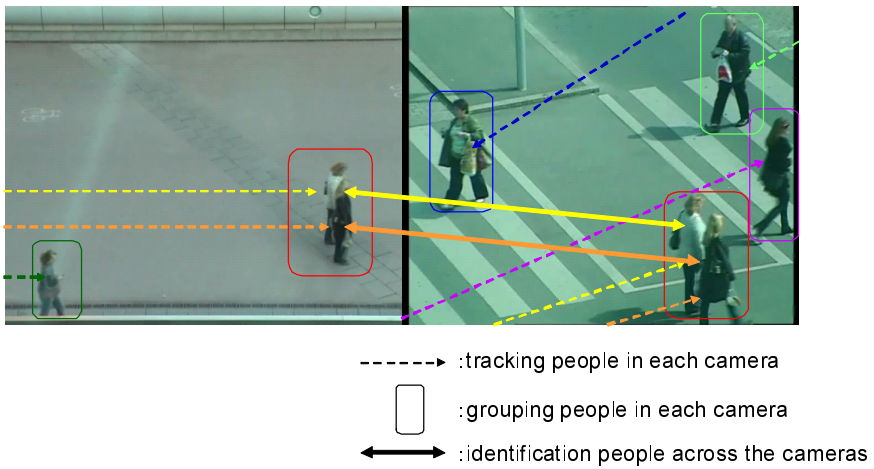 :tracking people in each camera
:grouping people in each camera
:identification people across the cameras